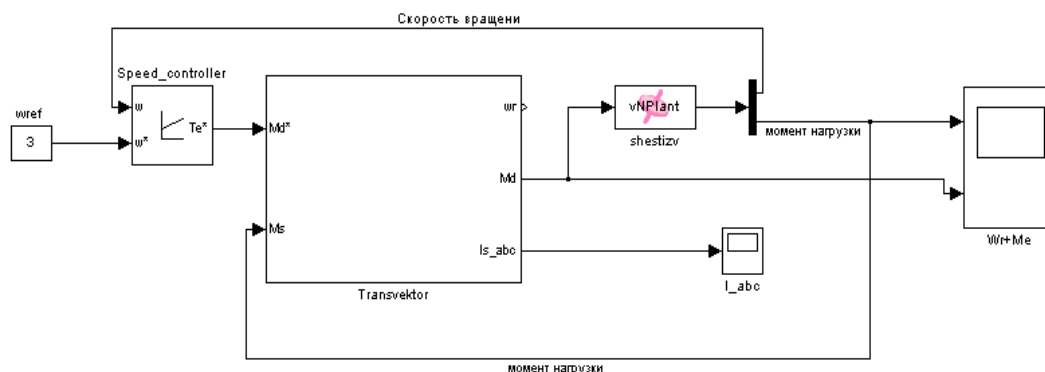 Скорость вращени
Speed_controller
wref
3
w
w*
Te*
Md*
Ms
wr
Md
Is_abc
Transvektor
vNPlant
shestizv
момент нагрузки
I_abc
Wr+Me
момент нагрузки